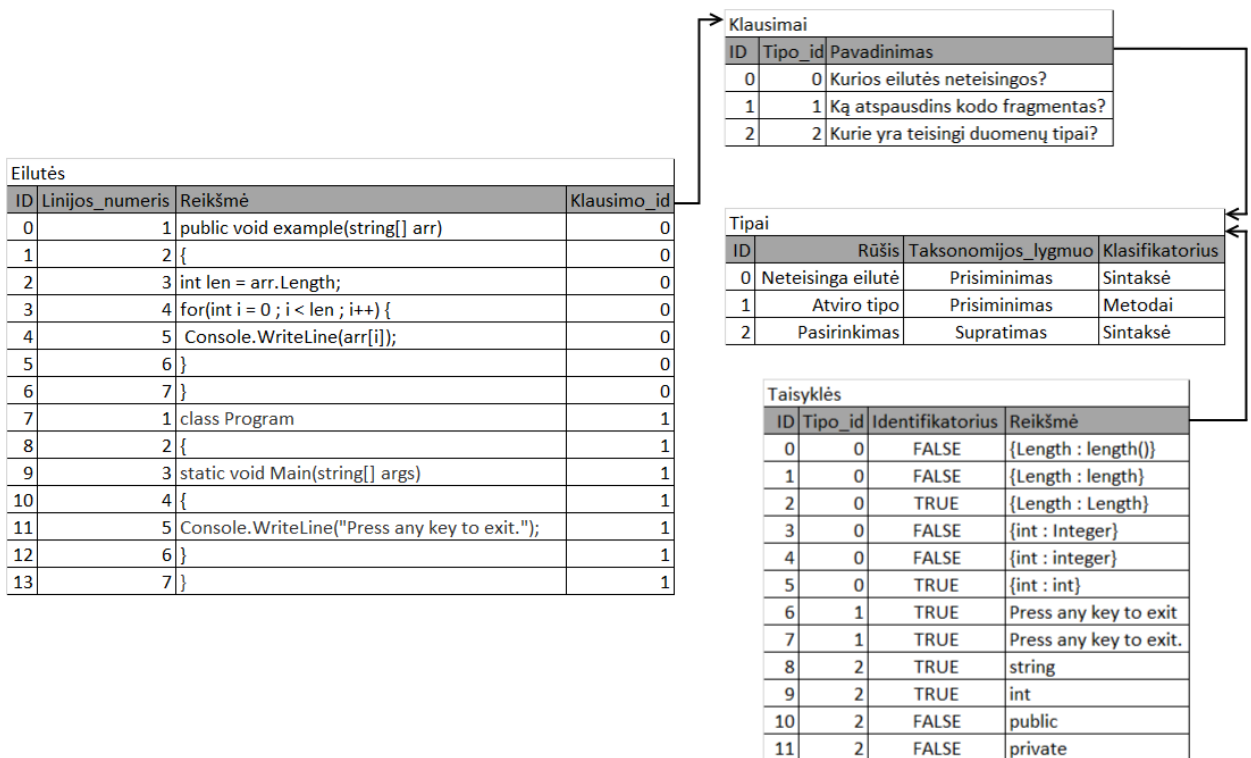 Klausimai
ID Tipo_id Pavadinimas
0 0 Kurios eilutės neteisingos?
1 1 Ką atspausdins kodo fragmentas?
2 2 Kurie yra teisingi duomenų tipai?
Eilutės
ID Linijos_numeris Reikšmė Klausimo_id
0 1 public void example(string[] arr) 0
1 2 { 0
2 3 int len = arr.Length; 0
3 4 for(int i = 0 ; i < len ; i++) { 0
4 5 Console.WriteLine(arr[i]); 0
5 6 } 0
6 7 } 0
7 1 class Program 1
8 2 { 1
9 3 static void Main(string[] args) 1
10 4 { 1
11 5 Console.WriteLine("Press any key to exit."); 1
12 6 } 1
13 7 } 1
Tipai
ID Rūšis Taksonomijos_lygmuo Klasifikatorius
0 Neteisinga eilutė Prisiminimas Sintaksė
1 Atviro tipo Prisiminimas Metodai
2 Pasirinkimas Supratimas Sintaksė
Taisyklės
ID Tipo_id Identifikatorius Reikšmė
0 0 FALSE {Length : length()}
1 0 FALSE {Length : length}
2 0 TRUE {Length : Length}
3 0 FALSE {int : Integer}
4 0 FALSE {int : integer}
5 0 TRUE {int : int}
6 1 TRUE Press any key to exit
7 1 TRUE Press any key to exit.
8 2 TRUE string
9 2 TRUE int
10 2 FALSE public
11 2 FALSE private